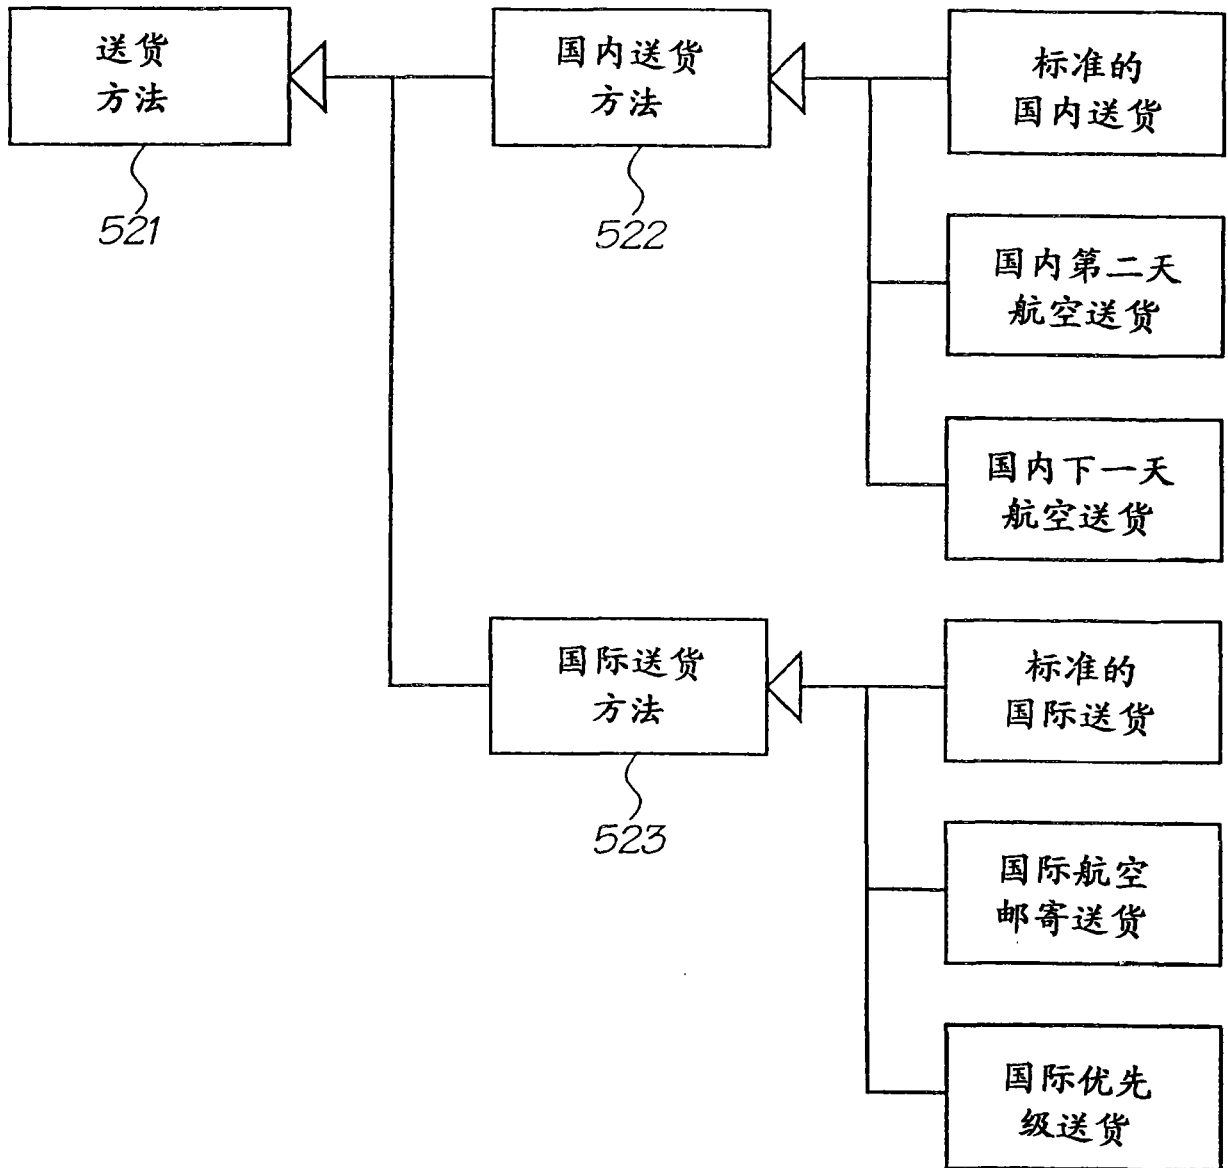 送货
方法
521
国内送货
方法
522
标准的
国内送货
国内第二天
航空送货
国内下一天
航空送货
国际送货
方法
523
标准的
国际送货
国际航空
邮寄送货
国际优先
级送货